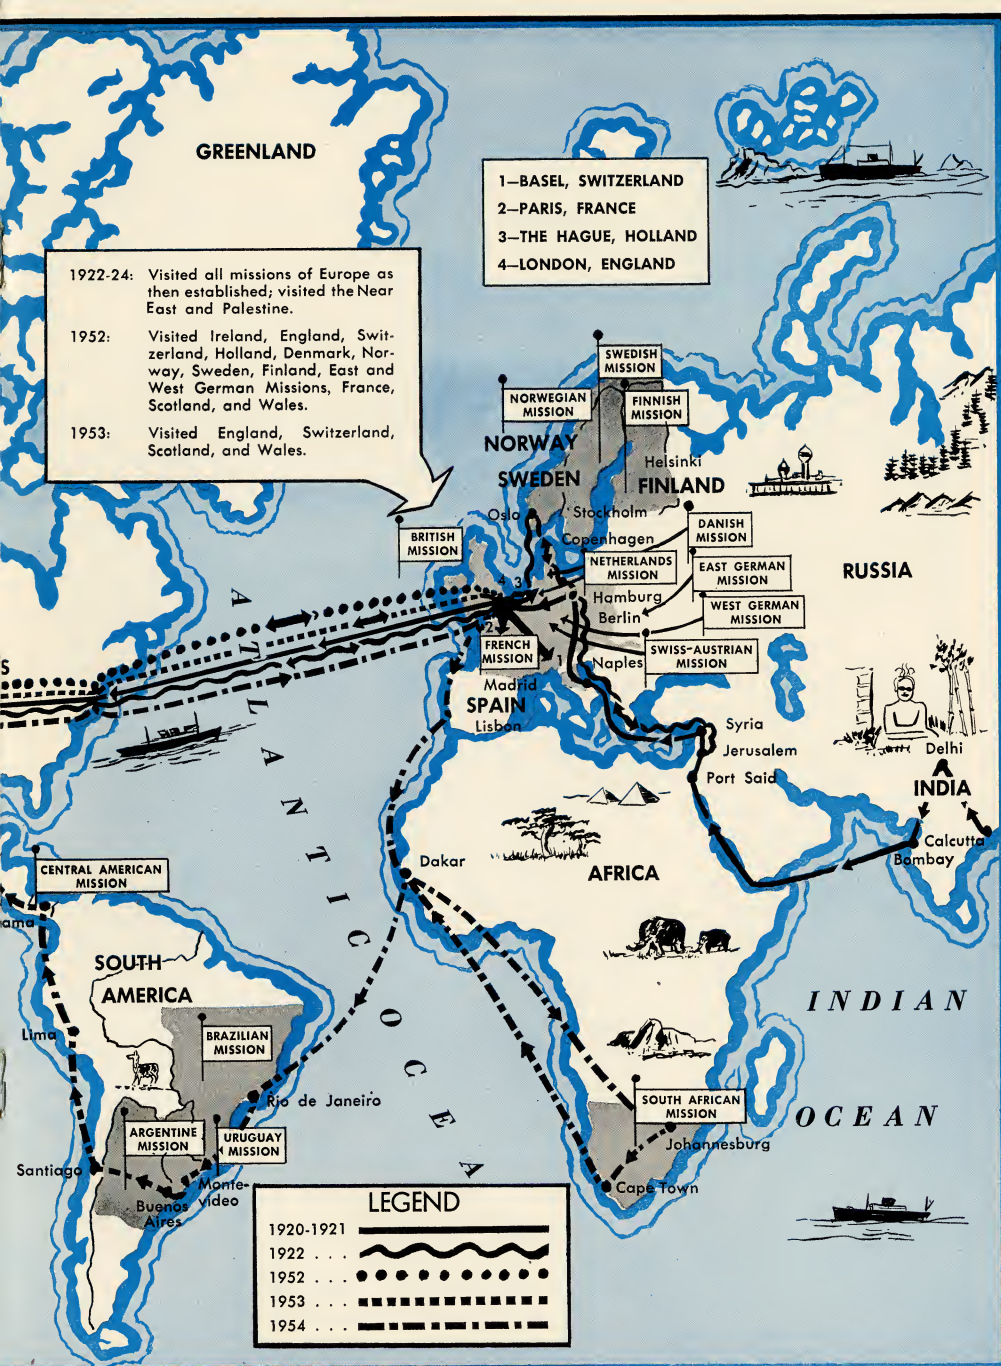 GREENLAND
1—BASEL, SWITZERLAND
2—PARIS, FRANCE
3—THE HAGUE, HOLLAND
4—LONDON, ENGLAND
1922-24: Visited all missions of Europe as
then established; visited the Near
East and Palestine.
1952: Visited Ireland, England, Swit-
zerland, Holland, Denmark, Nor-
way, Sweden, Finland, East and
West German Missions, France,
Scotland, and Wales.
1953: Visited England, Switzerland,
Scotland, and Wales.
SWEDISH
MISSION
NORWEGIAN
MISSION
FINNISH
MISSION
NORWAY
SWEDEN
Helsinki
FINLAND
Oslo
Stockholm
Copenhagen
DANISH
MISSION
BRITISH
MISSION
NETHERLANDS
MISSION
EAST GERMAN
MISSION
RUSSIA
4
3
Hamburg
Berlin
WEST GERMAN
MISSION
2
FRENCH
MISSION
1
Naples
SWISS-AUSTRIAN
MISSION
S
Madrid
SPAIN
Lisbon
Syria
Jerusalem
Port Said
Delhi
INDIA
Calcutta
Bombay
ATLANTIC OCEAN
Dakar
AFRICA
CENTRAL AMERICAN
MISSION
ama
SOUTH
AMERICA
INDIAN
OCEAN
Lima
BRAZILIAN
MISSION
Rio de Janeiro
SOUTH AFRICAN
MISSION
Johannesburg
ARGENTINE
MISSION
URUGUAY
MISSION
Santiago
Monte-
video
Buenos
Aires
Cape Town
LEGEND
1920-1921
1922 . . .
1952 . . .
1953 . . .
1954 . . .